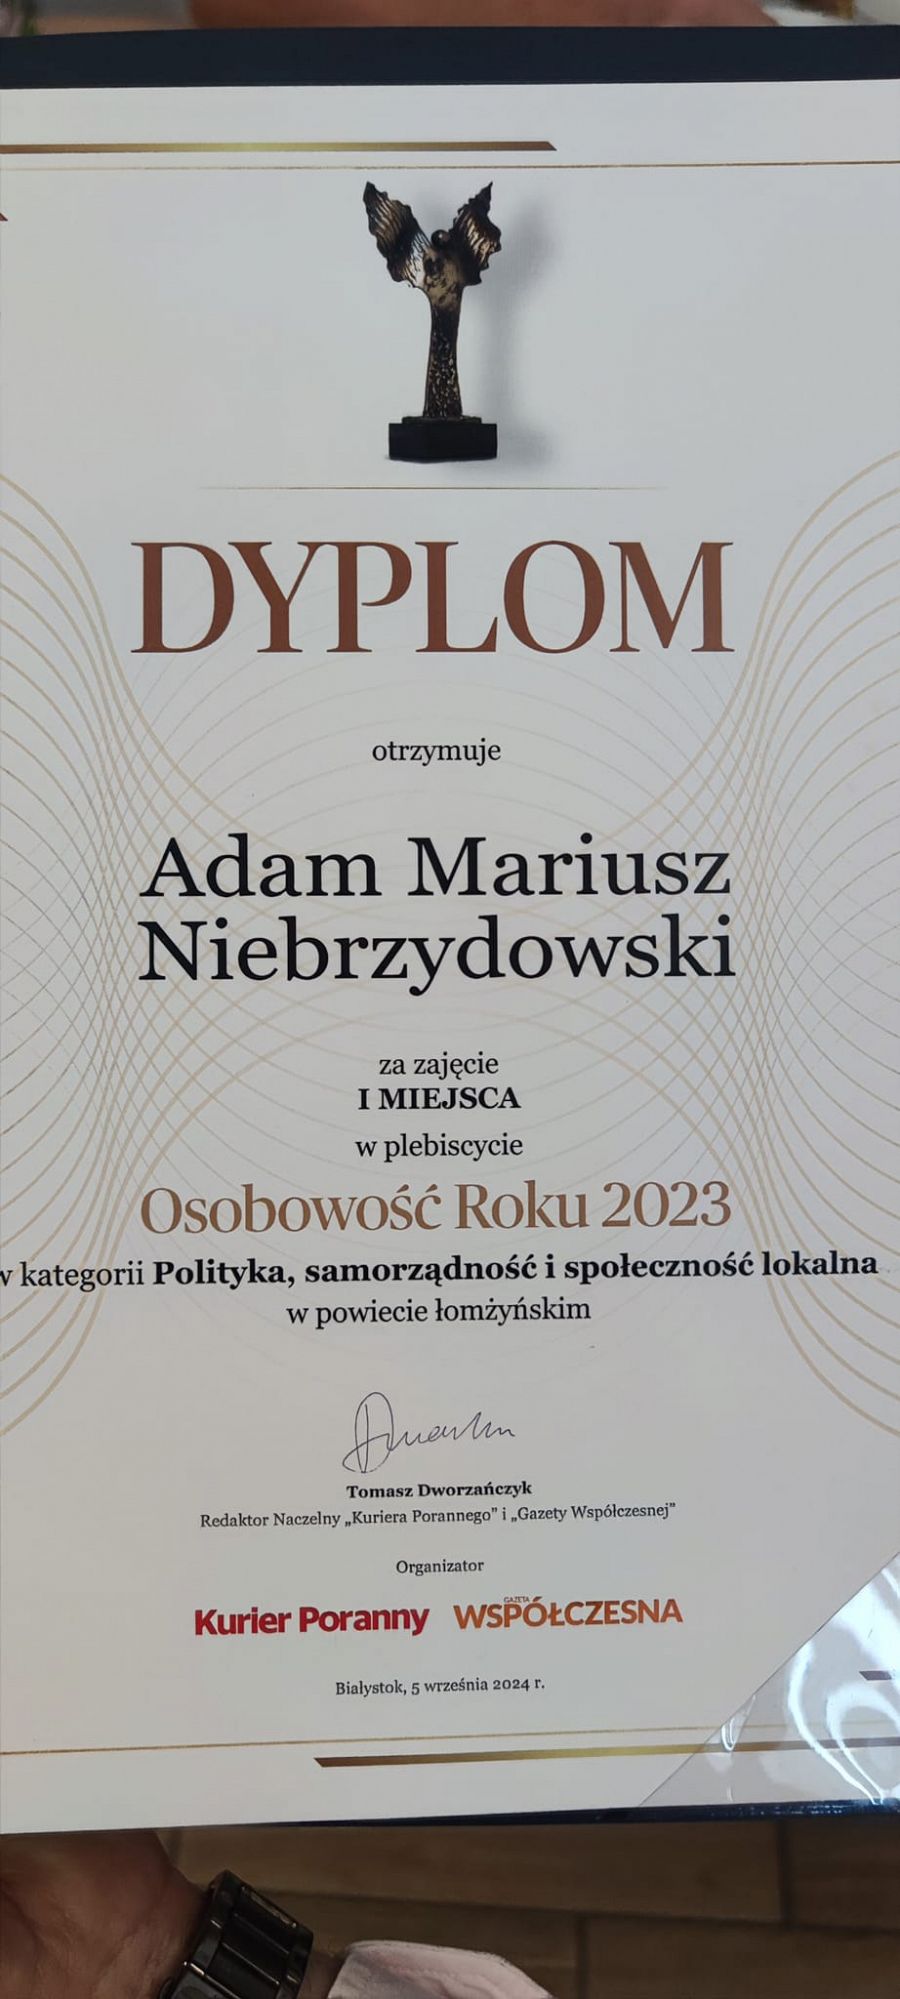 DYPLOM
otrzymuje
Adam Mariusz
Niebrzydowski
za zajęcie
I MIEJSCA
w plebiscycie
Osobowość Roku 2023
w kategorii Polityka, samorządność i społeczność lokalna
w powiecie łomżyńskim
Tomasz Dworzańczyk
Redaktor Naczelny „Kuriera Porannego” i „Gazety Współczesnej”
Organizator
Kurier Poranny GAZETA WSPÓŁCZESNA
Białystok, 5 września 2024 r.